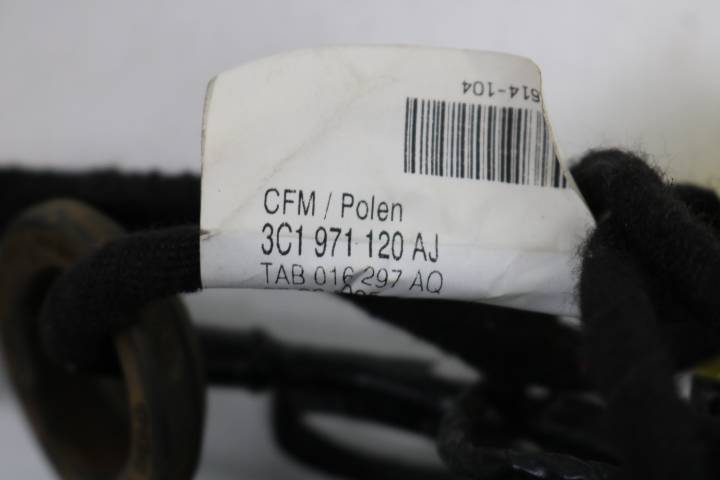 614-104
CFM / Polen
3C1 971 120 AJ
TAB 016 297 AQ